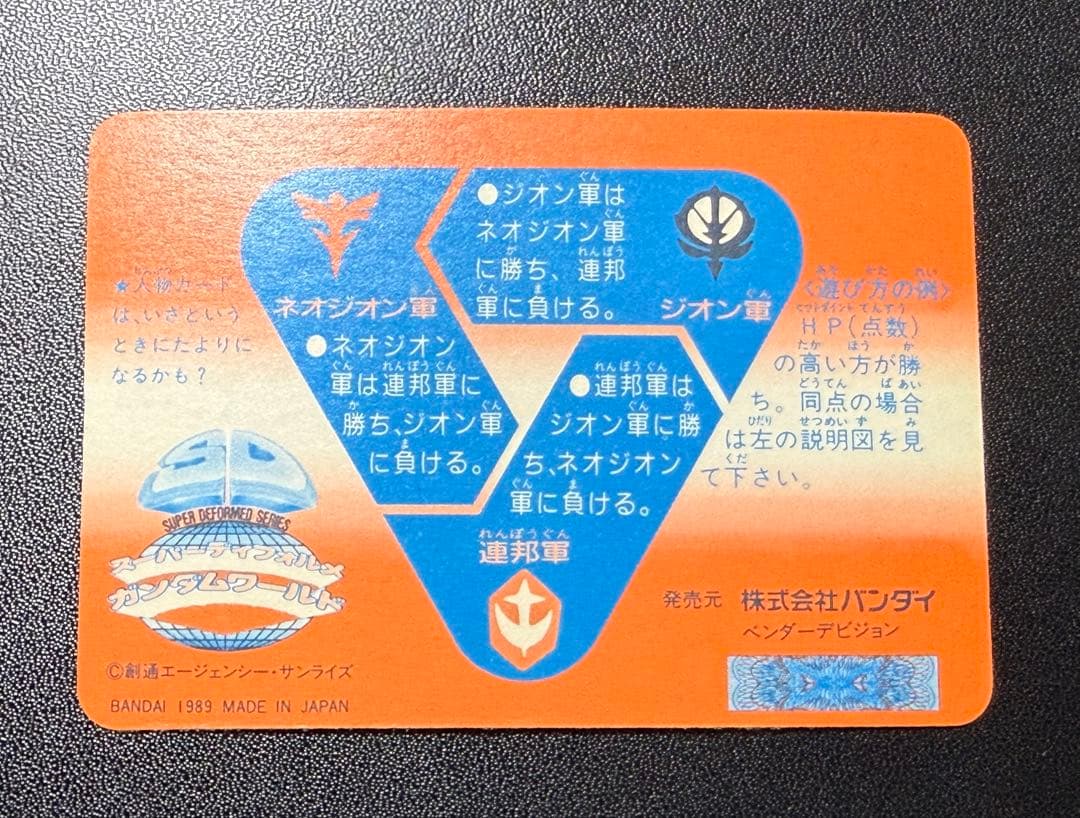 ●ジオン軍は
ネオジオン軍
に勝ち、連邦
軍に負ける。
ジオン軍
ネオジオン軍
●ネオジオン
軍は連邦軍に
勝ち、ジオン軍
に負ける。
●連邦軍は
ジオン軍に勝
ち、ネオジオン
軍に負ける。
連邦軍
★人物カード
は、いさという
ときにたよりに
なるかも?
〈遊び方の例〉
HP(点数)
の高い方が勝
ち。同点の場合
は左の説明図を見
て下さい。
SUPER DEFORMED SERIES
スーパーディフォルメ
ガンダムワールド
©創通エージェンシー・サンライズ
BANDAI 1989 MADE IN JAPAN
発売元 株式会社バンダイ
ベンダーデビジョン